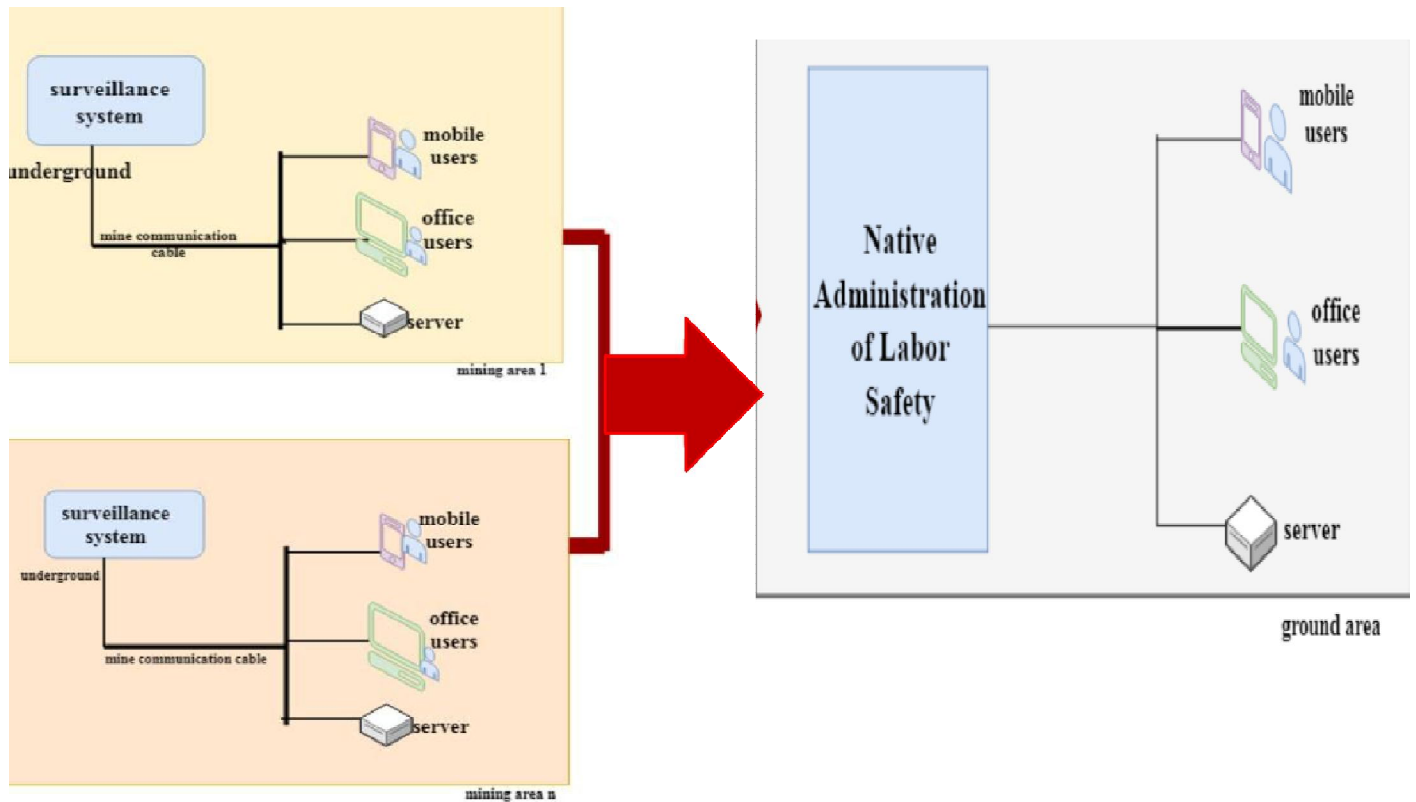 surveillance
system
underground
mine communication
cable
mobile
users
office
users
server
mining area 1
surveillance
system
underground
mine communication cable
mobile
users
office
users
server
mining area n
Native
Administration
of Labor
Safety
mobile
users
office
users
server
ground area